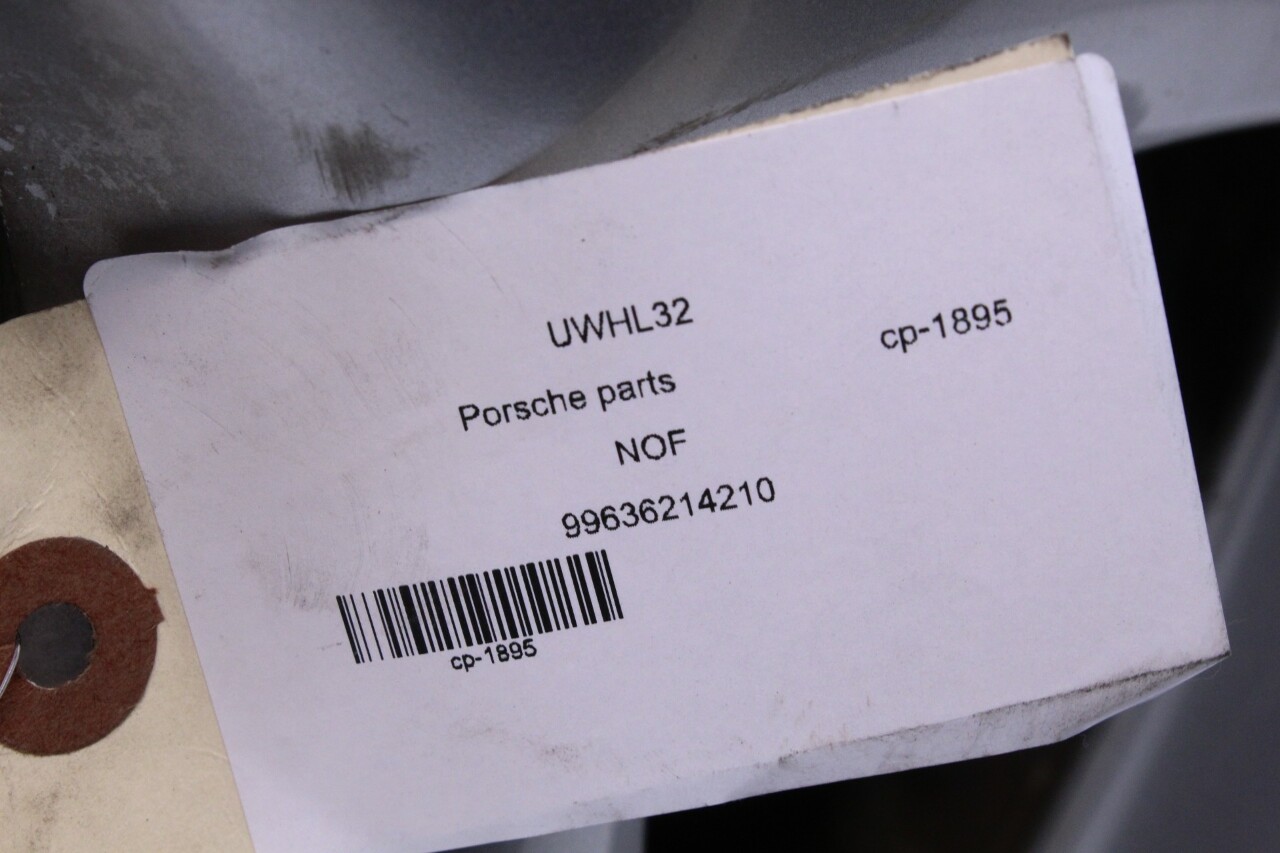 UWHL32
cp-1895
Porsche parts
NOF
99636214210
cp-1895